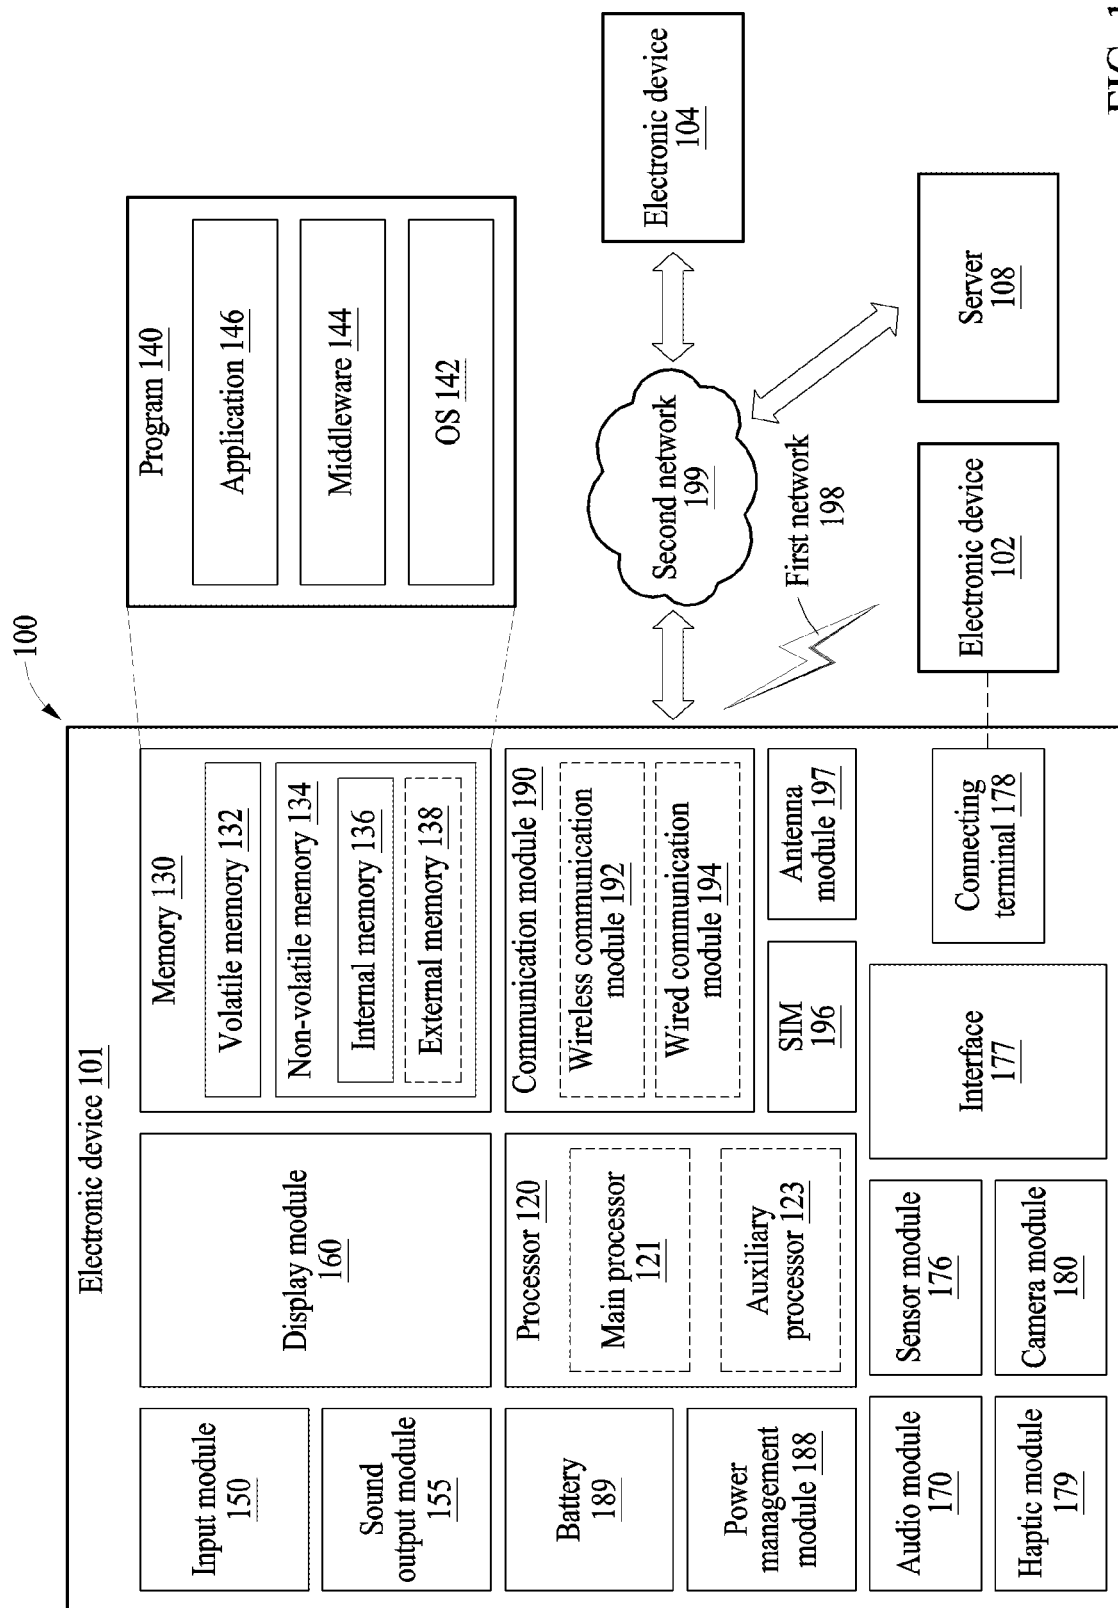 100
Electronic device 101
Input module
150
Sound
output module
155
Battery
189
Power
management
module 188
Audio module
170
Haptic module
179
Display module
160
Processor 120
Main processor
121
Auxiliary
processor 123
Sensor module
176
Camera module
180
Memory 130
Volatile memory 132
Non-volatile memory 134
Internal memory 136
External memory 138
Communication module 190
Wireless communication
module 192
Wired communication
module 194
SIM
196
Antenna
module 197
Interface
177
Connecting
terminal 178
Program 140
Application 146
Middleware 144
OS 142
Second network
199
First network
198
Electronic device
104
Electronic device
102
Server
108
FIG. 1